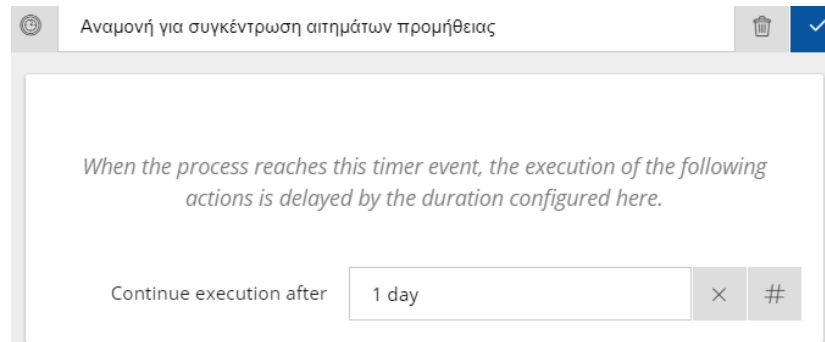 Αναμονή για συγκέντρωση αιτημάτων προμήθειας
When the process reaches this timer event, the execution of the following
actions is delayed by the duration configured here.
Continue execution after 1 day × #